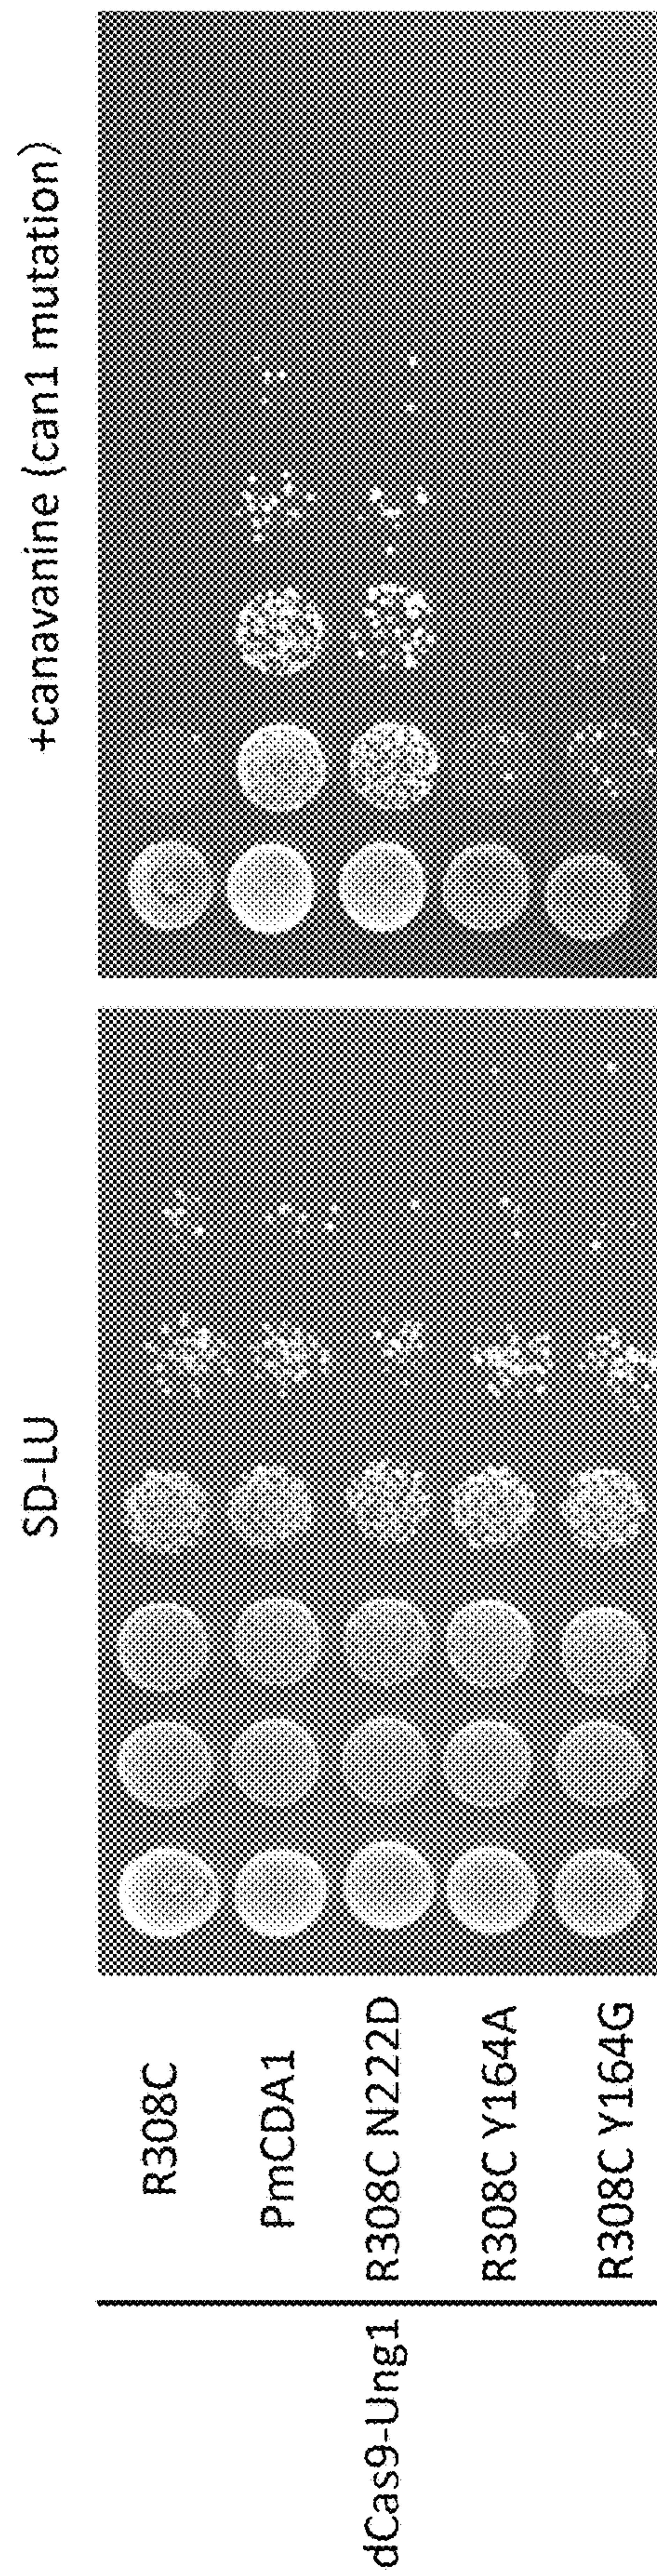 SD-LU
+canavanine (can1 mutation)
dCas9-Ung1
R308C
PmCDA1
R308C N222D
R308C Y164A
R308C Y164G